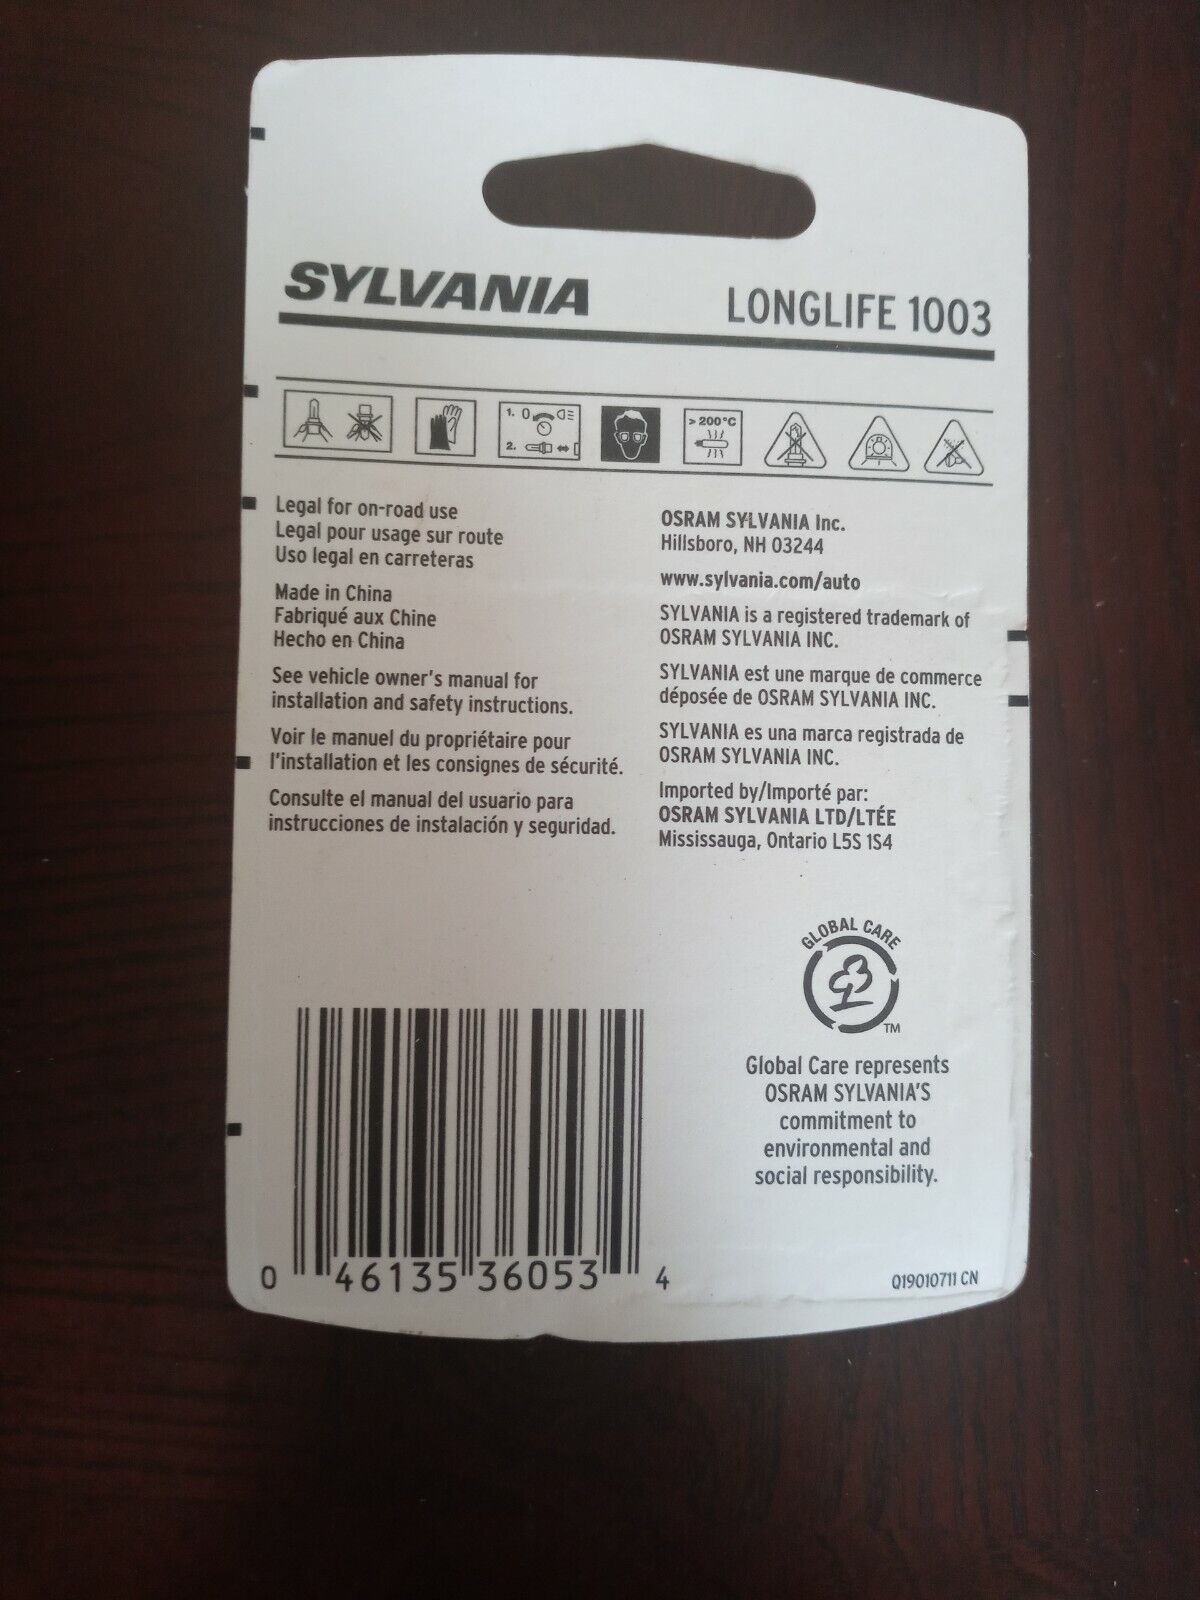 SYLVANIA
LONGLIFE 1003
1. 0
2.
> 200°C
Legal for on-road use
Legal pour usage sur route
Uso legal en carreteras
Made in China
Fabriqué aux Chine
Hecho en China
See vehicle owner's manual for
installation and safety instructions.
Voir le manuel du propriétaire pour
l'installation et les consignes de sécurité.
Consulte el manual del usuario para
instrucciones de instalación y seguridad.
OSRAM SYLVANIA Inc.
Hillsboro, NH 03244
www.sylvania.com/auto
SYLVANIA is a registered trademark of
OSRAM SYLVANIA INC.
SYLVANIA est une marque de commerce
déposée de OSRAM SYLVANIA INC.
SYLVANIA es una marca registrada de
OSRAM SYLVANIA INC.
Imported by/Importé par:
OSRAM SYLVANIA LTD/LTÉE
Mississauga, Ontario L5S 1S4
GLOBAL CARE
TM
Global Care represents
OSRAM SYLVANIA'S
commitment to
environmental and
social responsibility.
0 46135 36053 4
Q19010711 CN